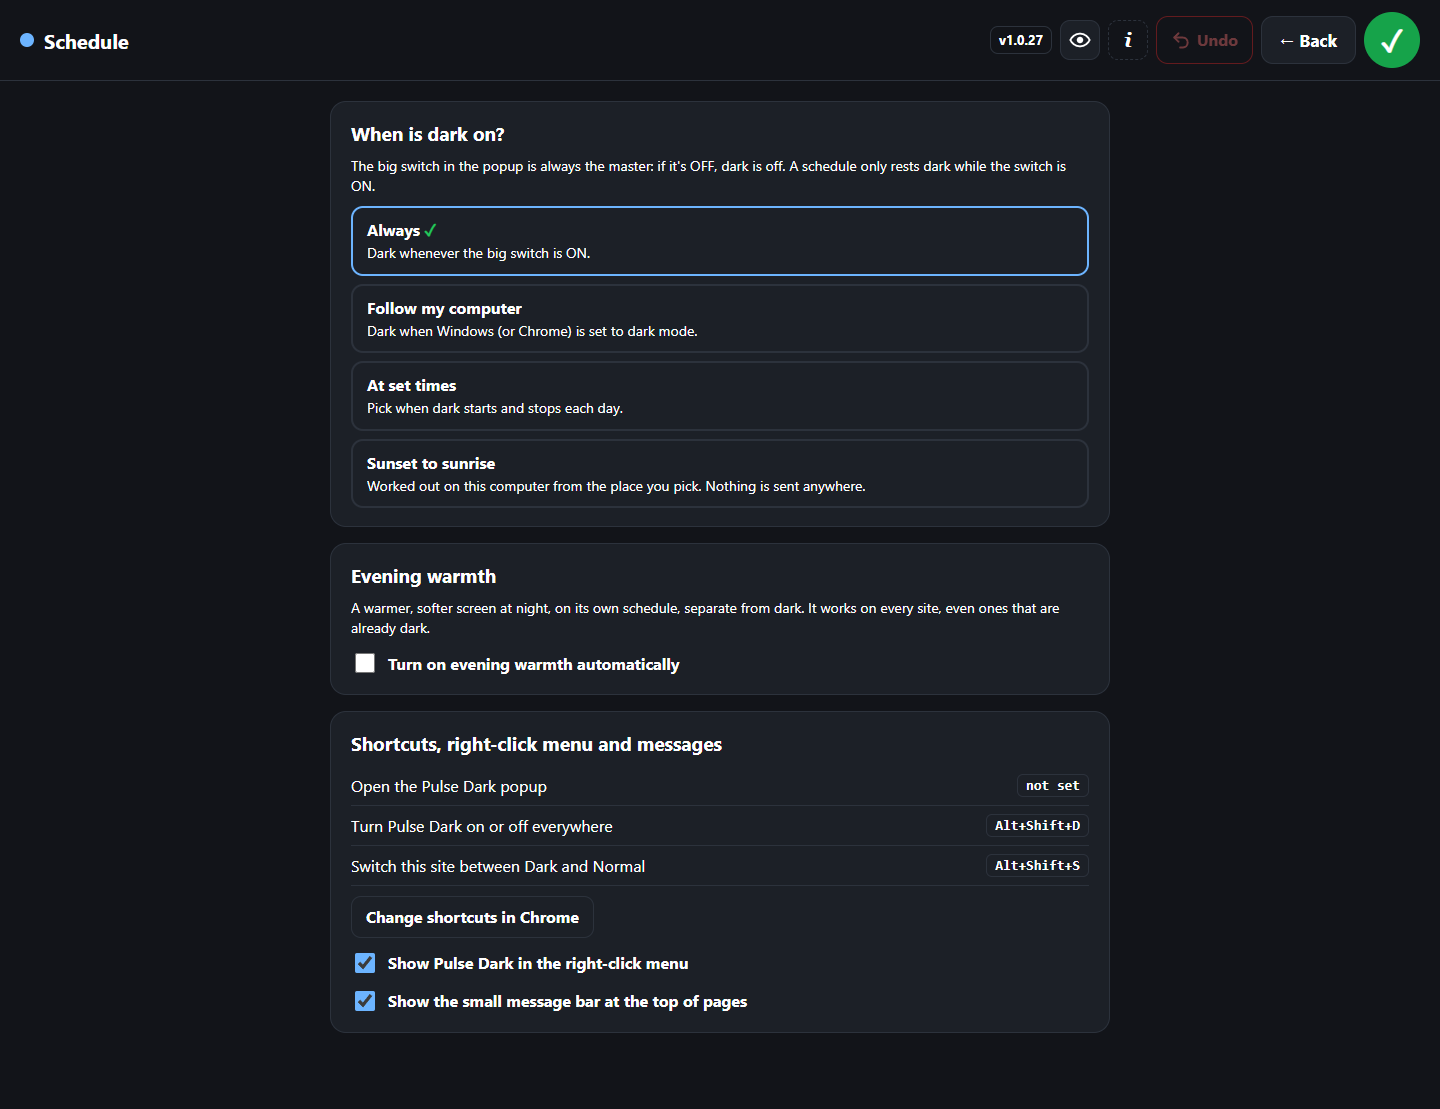 Schedule
v1.0.27
i
Undo
← Back
When is dark on?
The big switch in the popup is always the master: if it's OFF, dark is off. A schedule only rests dark while the switch is
ON.
Always ✓
Dark whenever the big switch is ON.
Follow my computer
Dark when Windows (or Chrome) is set to dark mode.
At set times
Pick when dark starts and stops each day.
Sunset to sunrise
Worked out on this computer from the place you pick. Nothing is sent anywhere.
Evening warmth
A warmer, softer screen at night, on its own schedule, separate from dark. It works on every site, even ones that are
already dark.
Turn on evening warmth automatically
Shortcuts, right-click menu and messages
Open the Pulse Dark popup
not set
Turn Pulse Dark on or off everywhere
Alt+Shift+D
Switch this site between Dark and Normal
Alt+Shift+S
Change shortcuts in Chrome
Show Pulse Dark in the right-click menu
Show the small message bar at the top of pages